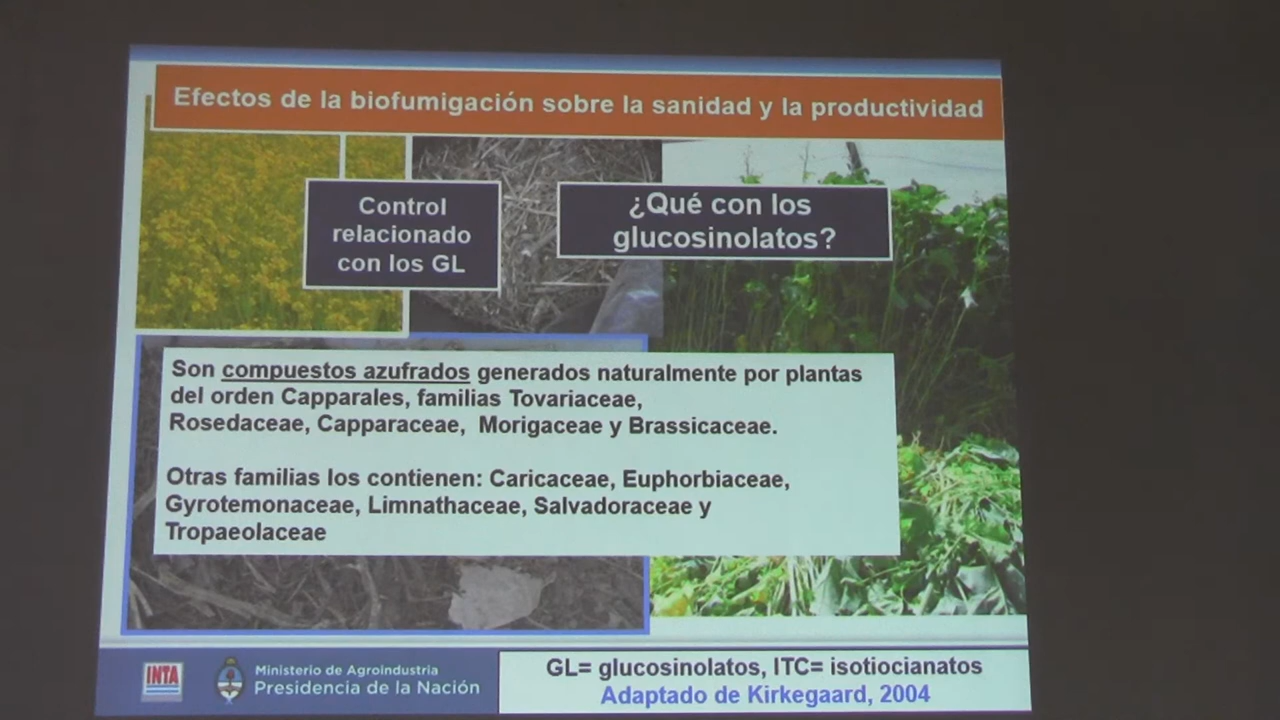 Efectos de la biofumigación sobre la sanidad y la productividad
Control
relacionado
con los GL
¿Qué con los
glucosinolatos?
Son compuestos azufrados generados naturalmente por plantas
del orden Capparales, familias Tovariaceae,
Rosedaceae, Capparaceae, Morigaceae y Brassicaceae.
Otras familias los contienen: Caricaceae, Euphorbiaceae,
Gyrotemonaceae, Limnathaceae, Salvadoraceae y
Tropaeolaceae
INTA
Ministerio de Agroindustria
Presidencia de la Nación
GL= glucosinolatos, ITC= isotiocianatos
Adaptado de Kirkegaard, 2004